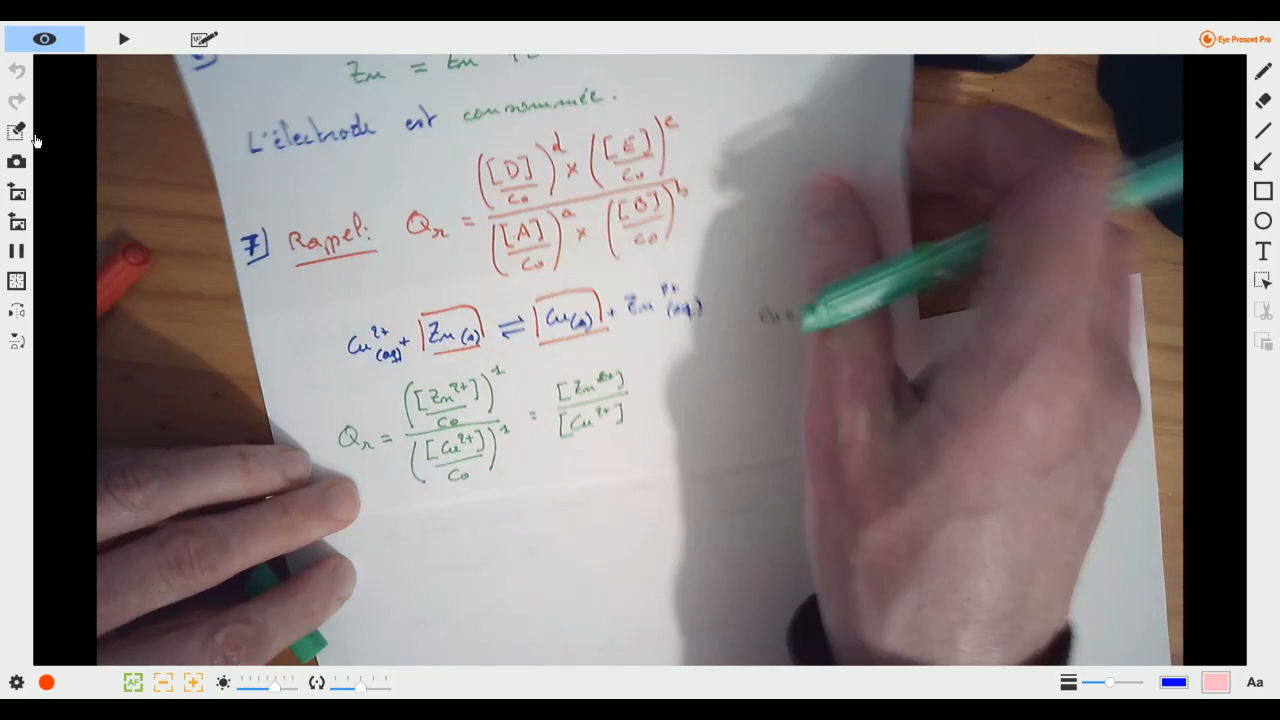 Eye Present Pro
Zn = Zn
L'électrode est consommée.
7) Rappel: Qr = (([D]/C0)^d × ([E]/C0)^e) / (([A]/C0)^a × ([B]/C0)^b)
Cu2+(aq) + Zn(s) ⇌ Cu(s) + Zn2+(aq)
Qr = ([Zn2+]/C0)^1 / ([Cu2+]/C0)^1 = [Zn2+] / [Cu2+]
AF
Aa